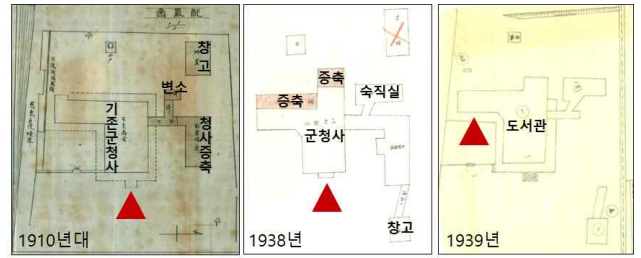 창고
변소
기존군청사
청사증축
1910년대
증축
증축
숙직실
군청사
창고
1938년
도서관
1939년